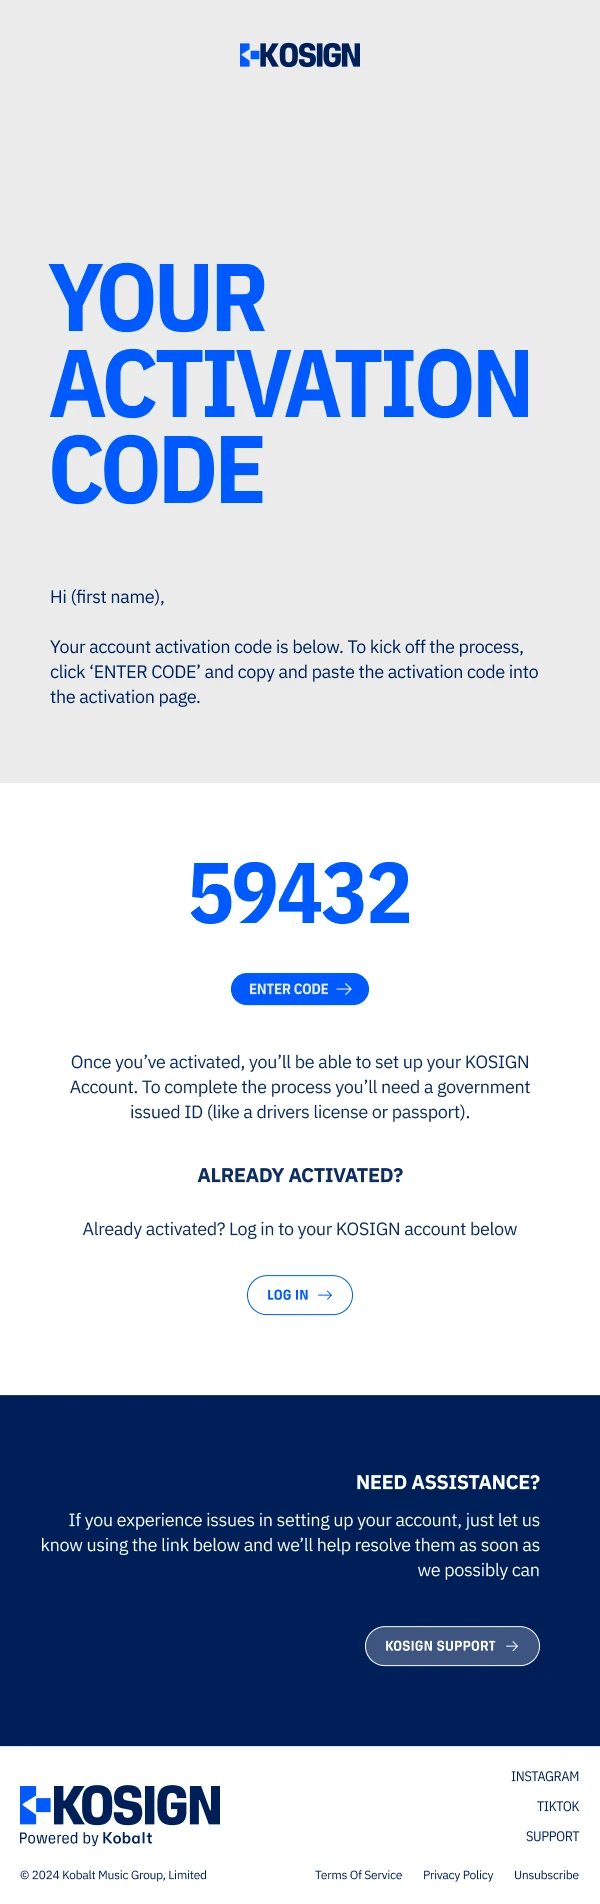 KOSIGN
YOUR
ACTIVATION
CODE
Hi (first name),
Your account activation code is below. To kick off the process,
click ‘ENTER CODE’ and copy and paste the activation code into
the activation page.
59432
ENTER CODE
Once you’ve activated, you’ll be able to set up your KOSIGN
Account. To complete the process you’ll need a government
issued ID (like a drivers license or passport).
ALREADY ACTIVATED?
Already activated? Log in to your KOSIGN account below
LOG IN
NEED ASSISTANCE?
If you experience issues in setting up your account, just let us
know using the link below and we’ll help resolve them as soon as
we possibly can
KOSIGN SUPPORT
KOSIGN
Powered by Kobalt
INSTAGRAM
TIKTOK
SUPPORT
© 2024 Kobalt Music Group, Limited
Terms Of Service Privacy Policy Unsubscribe